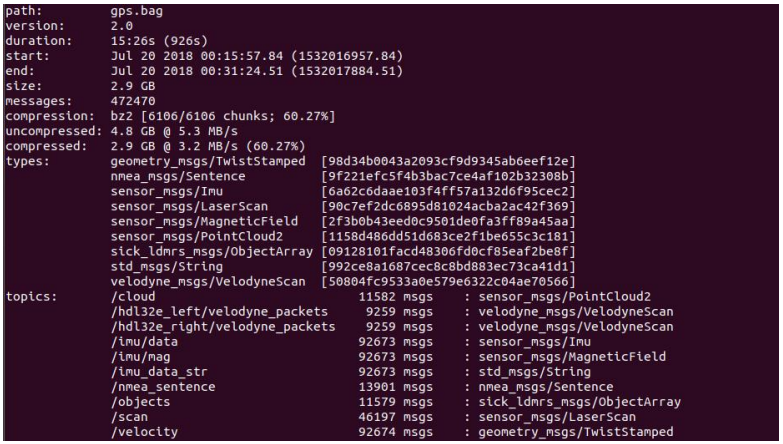 path:        gps.bag
version:     2.0
duration:    15:26s (926s)
start:       Jul 20 2018 00:15:57.84 (1532016957.84)
end:         Jul 20 2018 00:31:24.51 (1532017884.51)
size:        2.9 GB
messages:    472470
compression: bz2 [6106/6106 chunks; 60.27%]
uncompressed: 4.8 GB @ 5.3 MB/s
compressed:  2.9 GB @ 3.2 MB/s (60.27%)
types:       geometry_msgs/TwistStamped [98d34b0043a2093cf9d9345ab6eef12e]
             nmea_msgs/Sentence [9f221efc5f4b3bac7ce4af102b32308b]
             sensor_msgs/Imu [6a62c6daae103f4ff57a132d6f95cec2]
             sensor_msgs/LaserScan [90c7ef2dc6895d81024acba2ac42f369]
             sensor_msgs/MagneticField [2f3b0b43eed0c9501de0fa3ff89a45aa]
             sensor_msgs/PointCloud2 [1158d486dd51d683ce2f1be655c3c181]
             sick_ldmrs_msgs/ObjectArray [09128101facd48306fd0cf85eaf2be8f]
             std_msgs/String [992ce8a1687cec8c8bd883ec73ca41d1]
             velodyne_msgs/VelodyneScan [50804fc9533a0e579e6322c04ae70566]
topics:      /cloud 11582 msgs : sensor_msgs/PointCloud2
             /hdl32e_left/velodyne_packets 9259 msgs : velodyne_msgs/VelodyneScan
             /hdl32e_right/velodyne_packets 9259 msgs : velodyne_msgs/VelodyneScan
             /imu/data 92673 msgs : sensor_msgs/Imu
             /imu/mag 92673 msgs : sensor_msgs/MagneticField
             /imu_data_str 92673 msgs : std_msgs/String
             /nmea_sentence 13901 msgs : nmea_msgs/Sentence
             /objects 11579 msgs : sick_ldmrs_msgs/ObjectArray
             /scan 46197 msgs : sensor_msgs/LaserScan
             /velocity 92674 msgs : geometry_msgs/TwistStamped